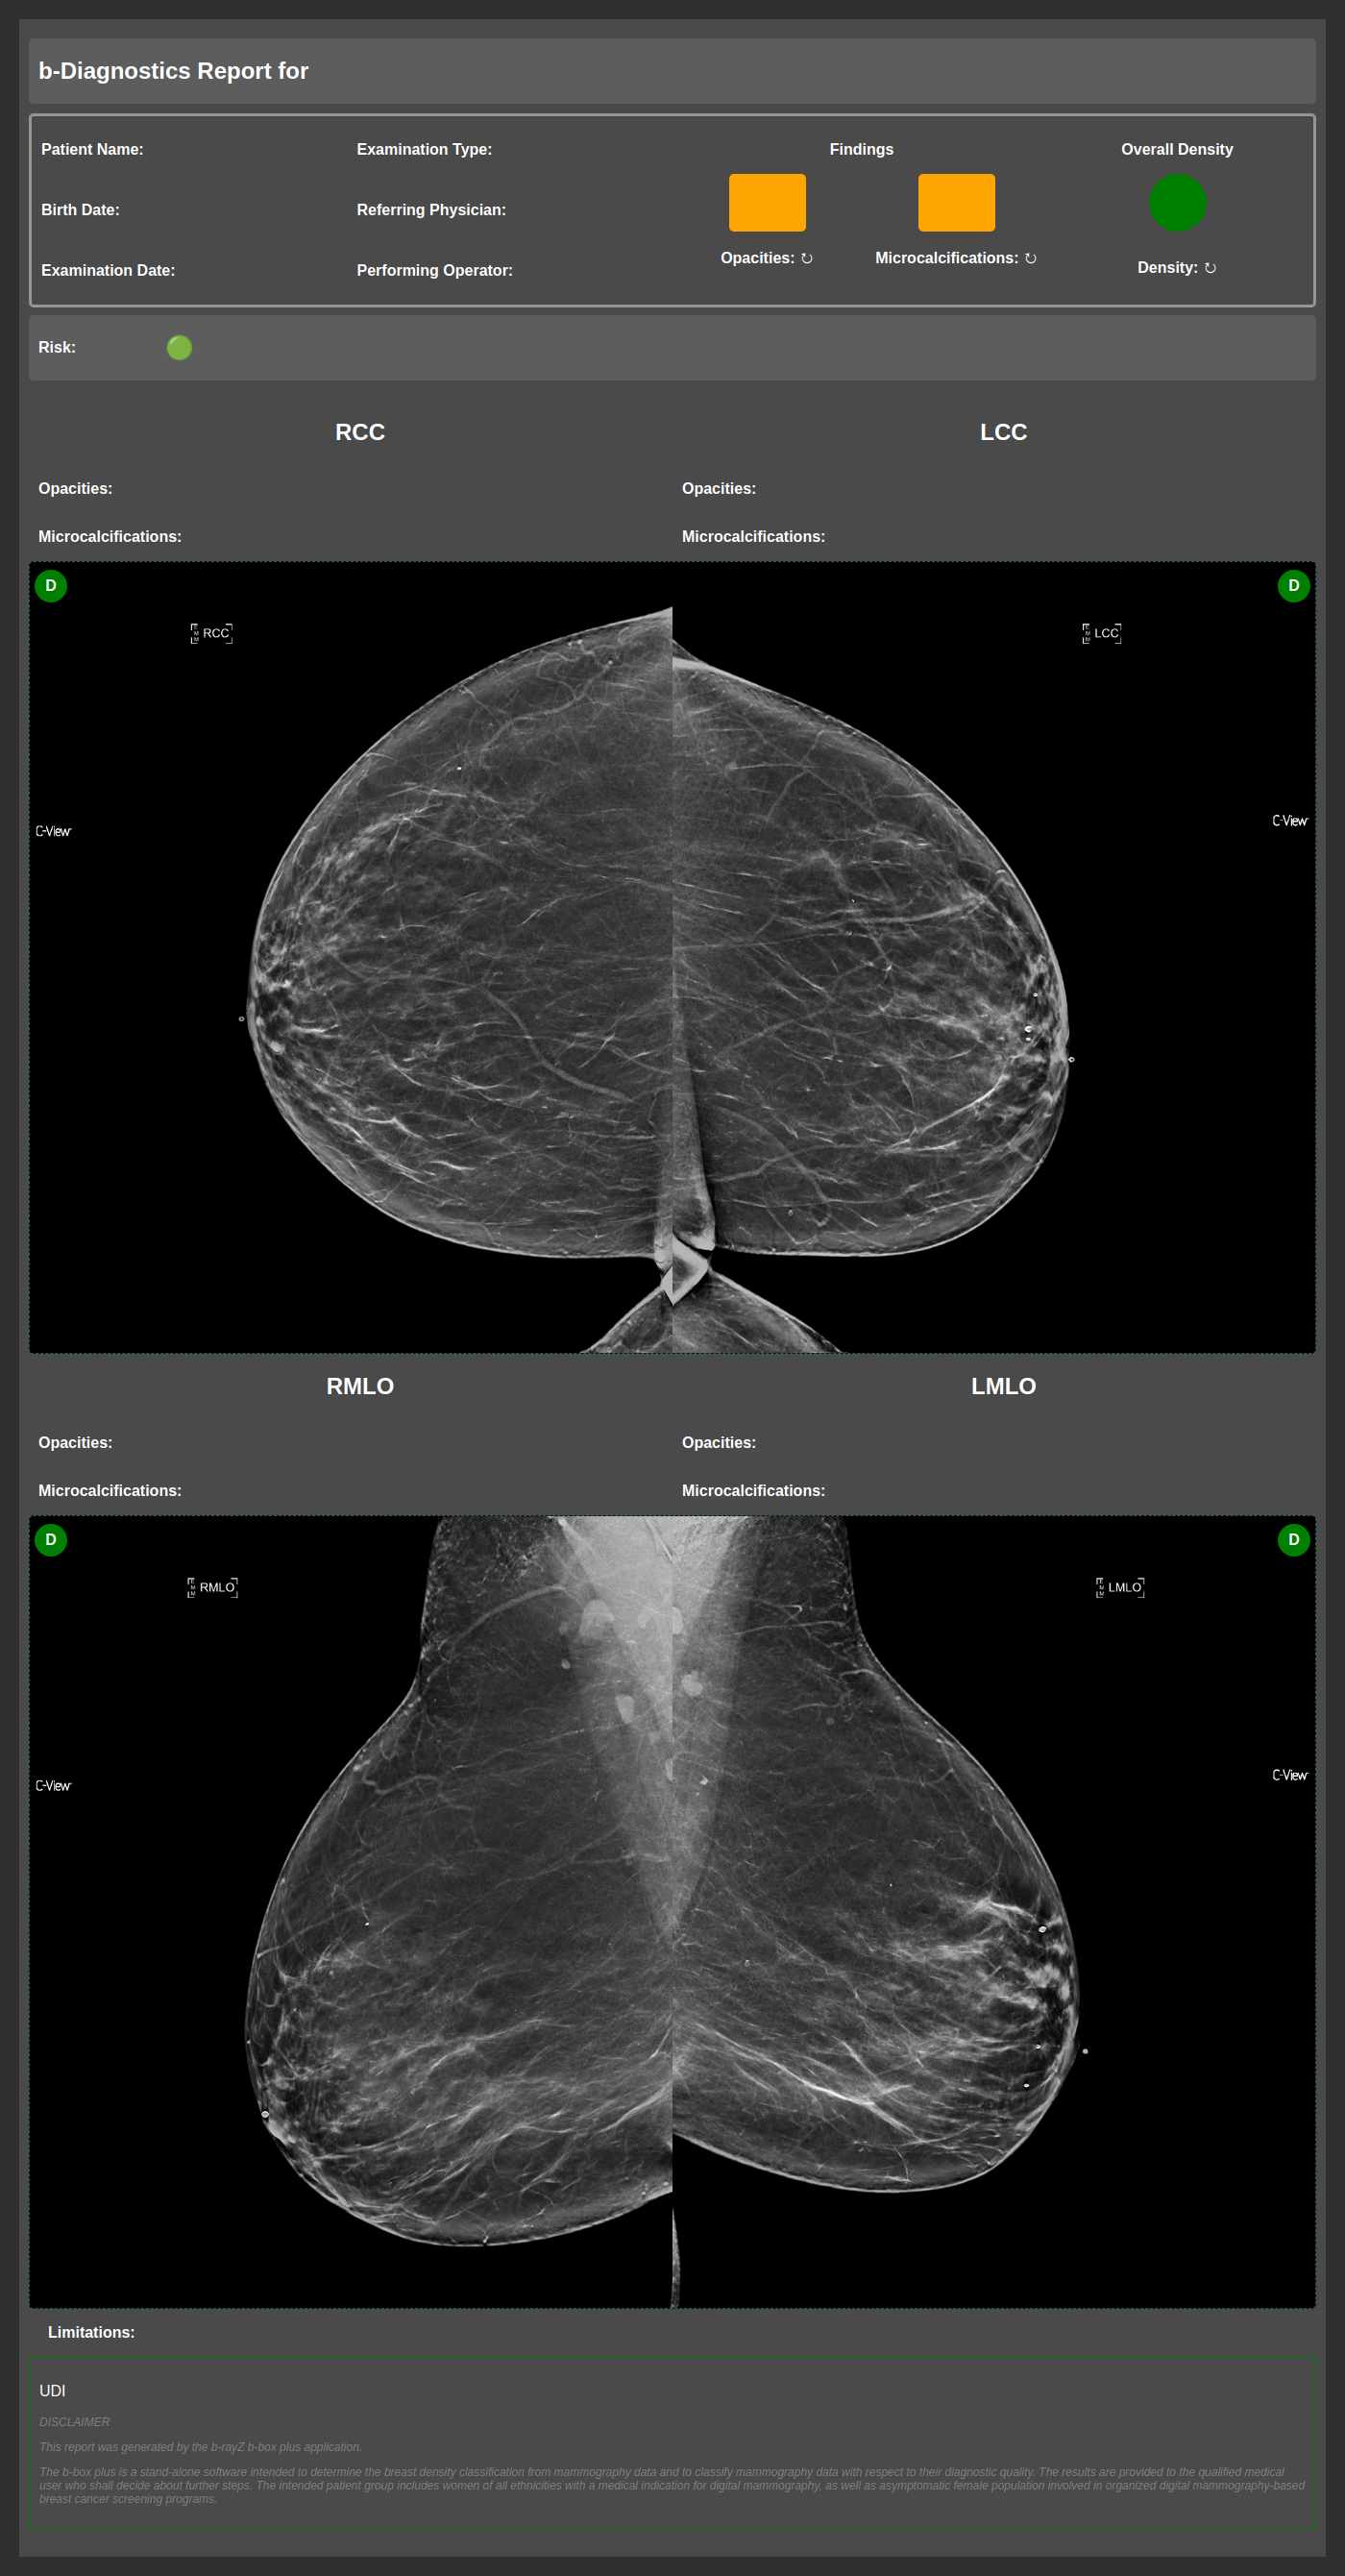 b-Diagnostics Report for
Patient Name:
Examination Type:
Findings
Overall Density
Birth Date:
Referring Physician:
Examination Date:
Performing Operator:
Opacities: ↻
Microcalcifications: ↻
Density: ↻
Risk:
RCC
LCC
Opacities:
Opacities:
Microcalcifications:
Microcalcifications:
D
D
RCC
LCC
C-View
C-View
RMLO
LMLO
Opacities:
Opacities:
Microcalcifications:
Microcalcifications:
D
D
RMLO
LMLO
C-View
C-View
Limitations:
UDI
DISCLAIMER
This report was generated by the b-rayZ b-box plus application.
The b-box plus is a stand-alone software intended to determine the breast density classification from mammography data and to classify mammography data with respect to their diagnostic quality. The results are provided to the qualified medical
user who shall decide about further steps. The intended patient group includes women of all ethnicities with a medical indication for digital mammography, as well as asymptomatic female population involved in organized digital mammography-based
breast cancer screening programs.